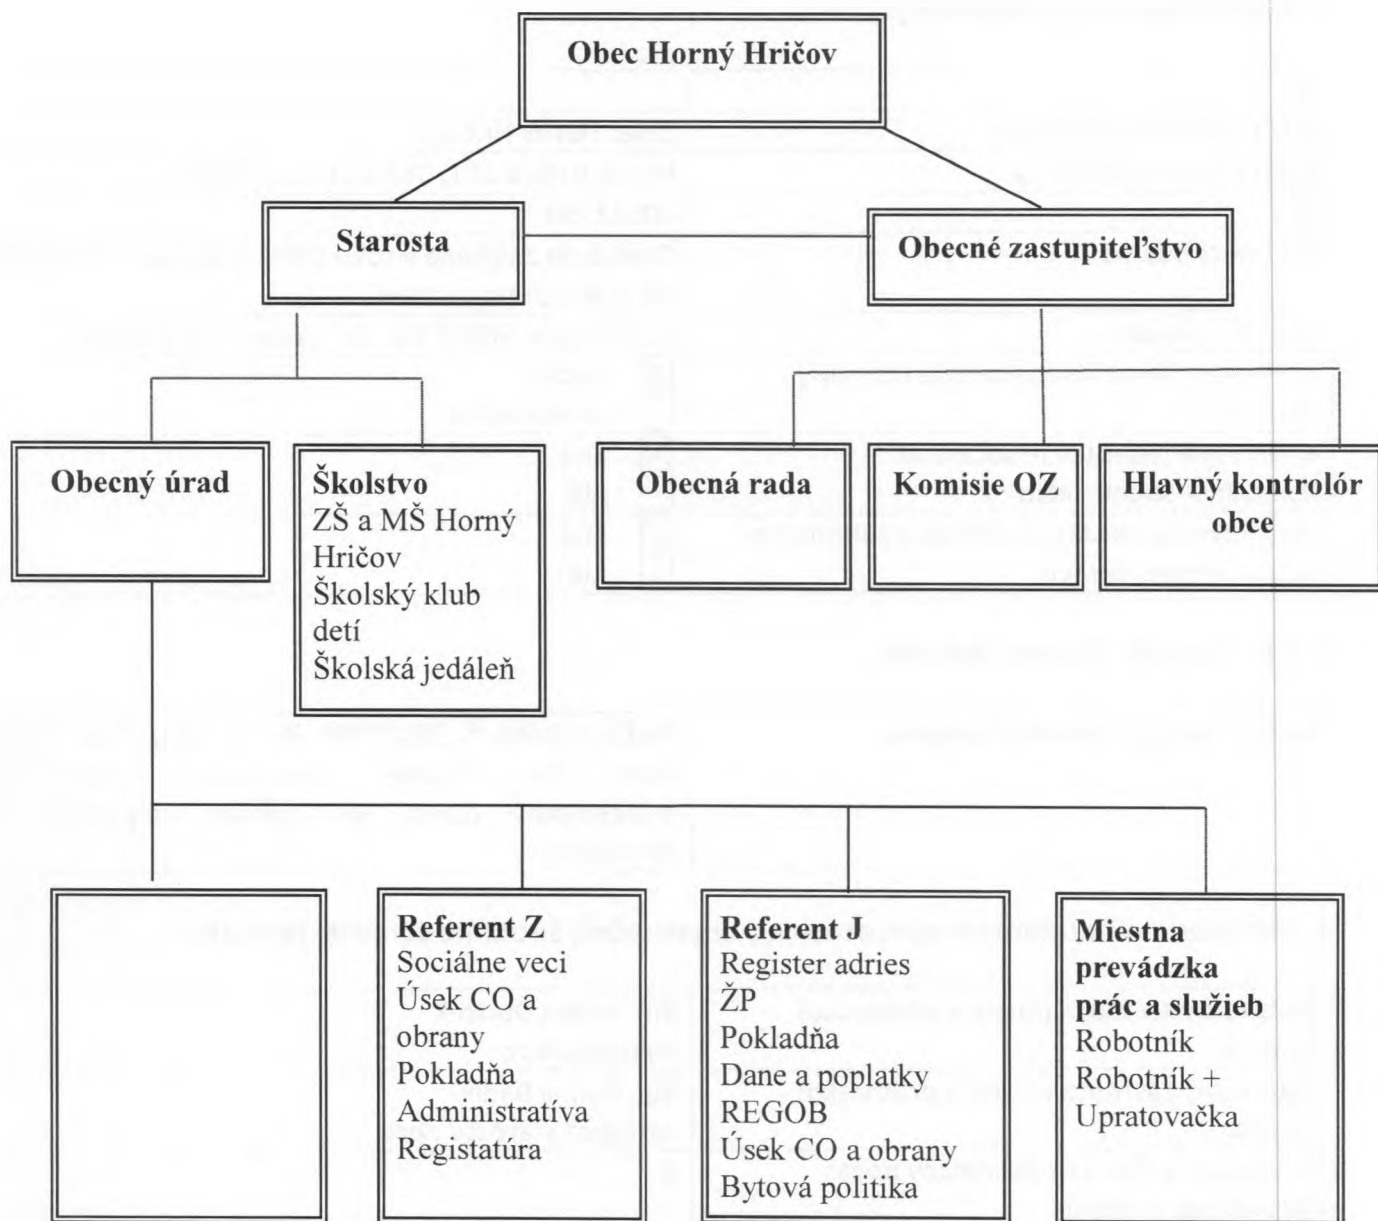 Obec Horný Hričov
Starosta
Obecné zastupiteľstvo
Obecný úrad
Školstvo
ZŠ a MŠ Horný
Hričov
Školský klub
detí
Školská jedáleň
Obecná rada
Komisie OZ
Hlavný kontrolór
obce
Referent Z
Sociálne veci
Úsek CO a
obrany
Pokladňa
Administratíva
Registatúra
Referent J
Register adries
ŽP
Pokladňa
Dane a poplatky
REGOB
Úsek CO a obrany
Bytová politika
Miestna
prevádzka
prác a služieb
Robotník
Robotník +
Upratovačka